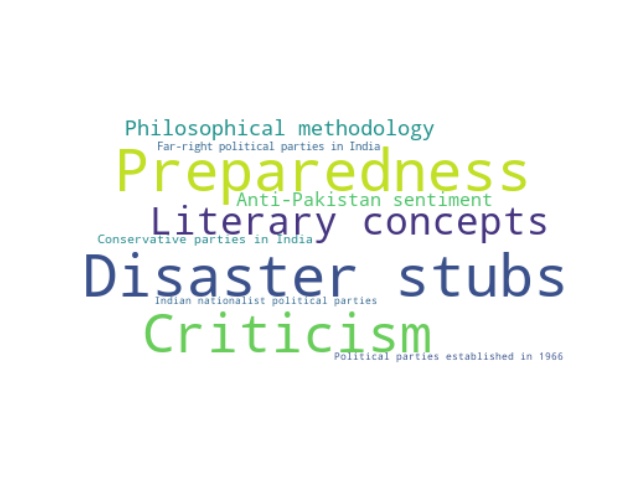 Philosophical methodology
Far-right political parties in India
Preparedness
Anti-Pakistan sentiment
Literary concepts
Conservative parties in India
Disaster stubs
Indian nationalist political parties
Criticism
Political parties established in 1966